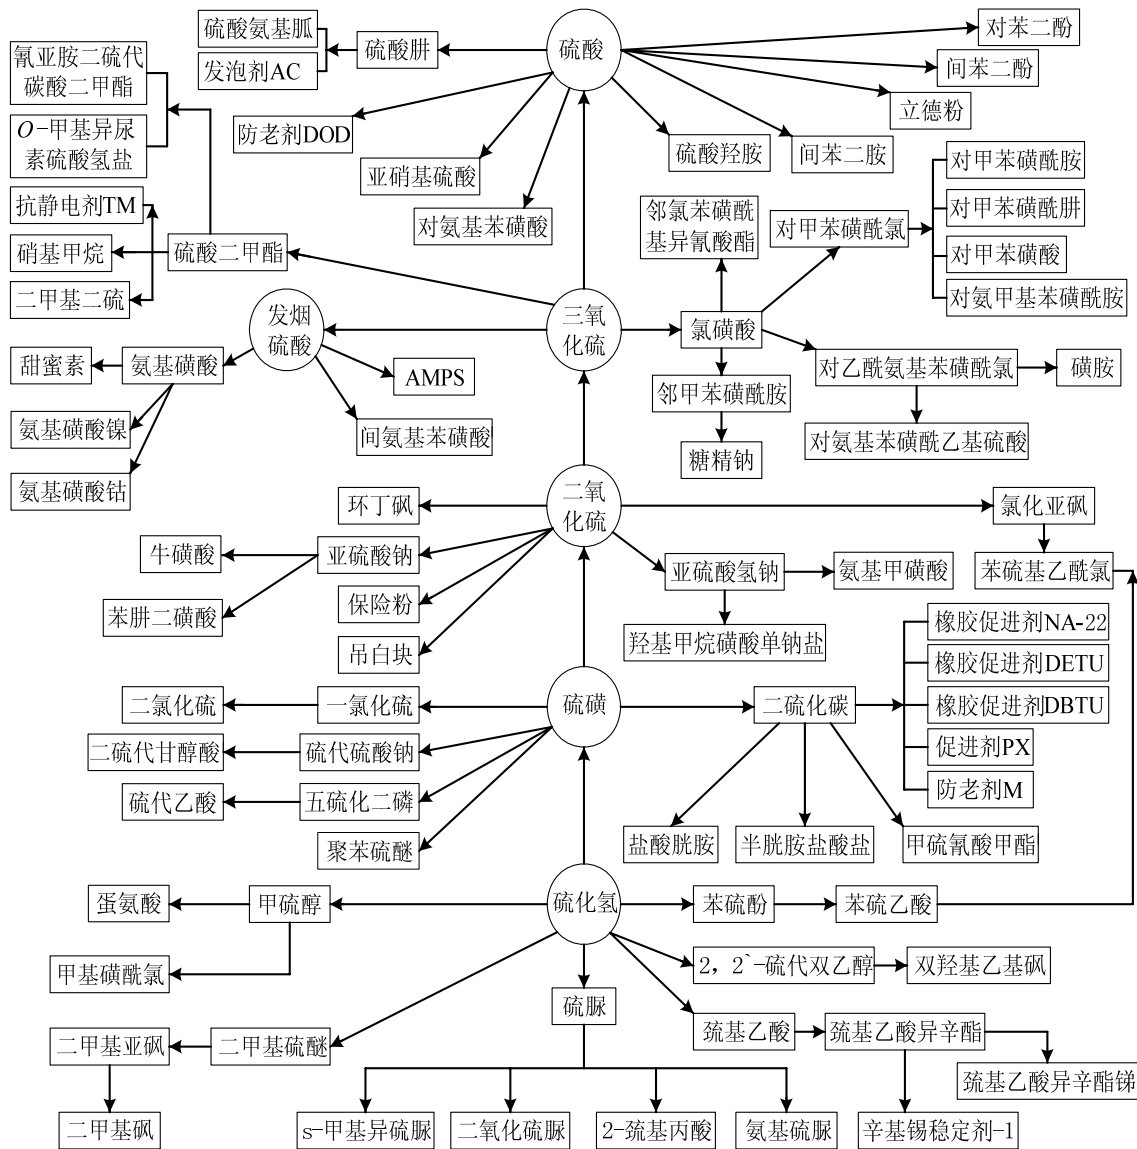 硫酸氨基胍
发泡剂AC
硫酸肼
硫酸
对苯二酚
间苯二酚
立德粉
氰亚胺二硫代
碳酸二甲酯
O-甲基异尿
素硫酸氢盐
防老剂DOD
亚硝基硫酸
对氨基苯磺酸
硫酸羟胺
间苯二胺
抗静电剂TM
硝基甲烷
二甲基二硫
硫酸二甲酯
邻氯苯磺酰
基异氰酸酯
对甲苯磺酰氯
对甲苯磺酰胺
对甲苯磺酰肼
对甲苯磺酸
对氨甲基苯磺酰胺
发烟
硫酸
三氧
化硫
氯磺酸
甜蜜素
氨基磺酸
AMPS
氨基磺酸镍
间氨基苯磺酸
氨基磺酸钴
邻甲苯磺酰胺
糖精钠
对乙酰氨基苯磺酰氯
磺胺
对氨基苯磺酰乙基硫酸
环丁砜
二氧
化硫
氯化亚砜
牛磺酸
亚硫酸钠
苯肼二磺酸
保险粉
吊白块
亚硫酸氢钠
氨基甲磺酸
苯硫基乙酰氯
羟基甲烷磺酸单钠盐
二氯化硫
一氯化硫
硫磺
二硫化碳
橡胶促进剂NA-22
橡胶促进剂DETU
橡胶促进剂DBTU
促进剂PX
防老剂M
二硫代甘醇酸
硫代硫酸钠
硫代乙酸
五硫化二磷
聚苯硫醚
盐酸胱胺
半胱胺盐酸盐
甲硫氰酸甲酯
蛋氨酸
甲硫醇
硫化氢
苯硫酚
苯硫乙酸
甲基磺酰氯
2，2`-硫代双乙醇
双羟基乙基砜
硫脲
二甲基亚砜
二甲基硫醚
巯基乙酸
巯基乙酸异辛酯
巯基乙酸异辛酯锑
二甲基砜
s-甲基异硫脲
二氧化硫脲
2-巯基丙酸
氨基硫脲
辛基锡稳定剂-1